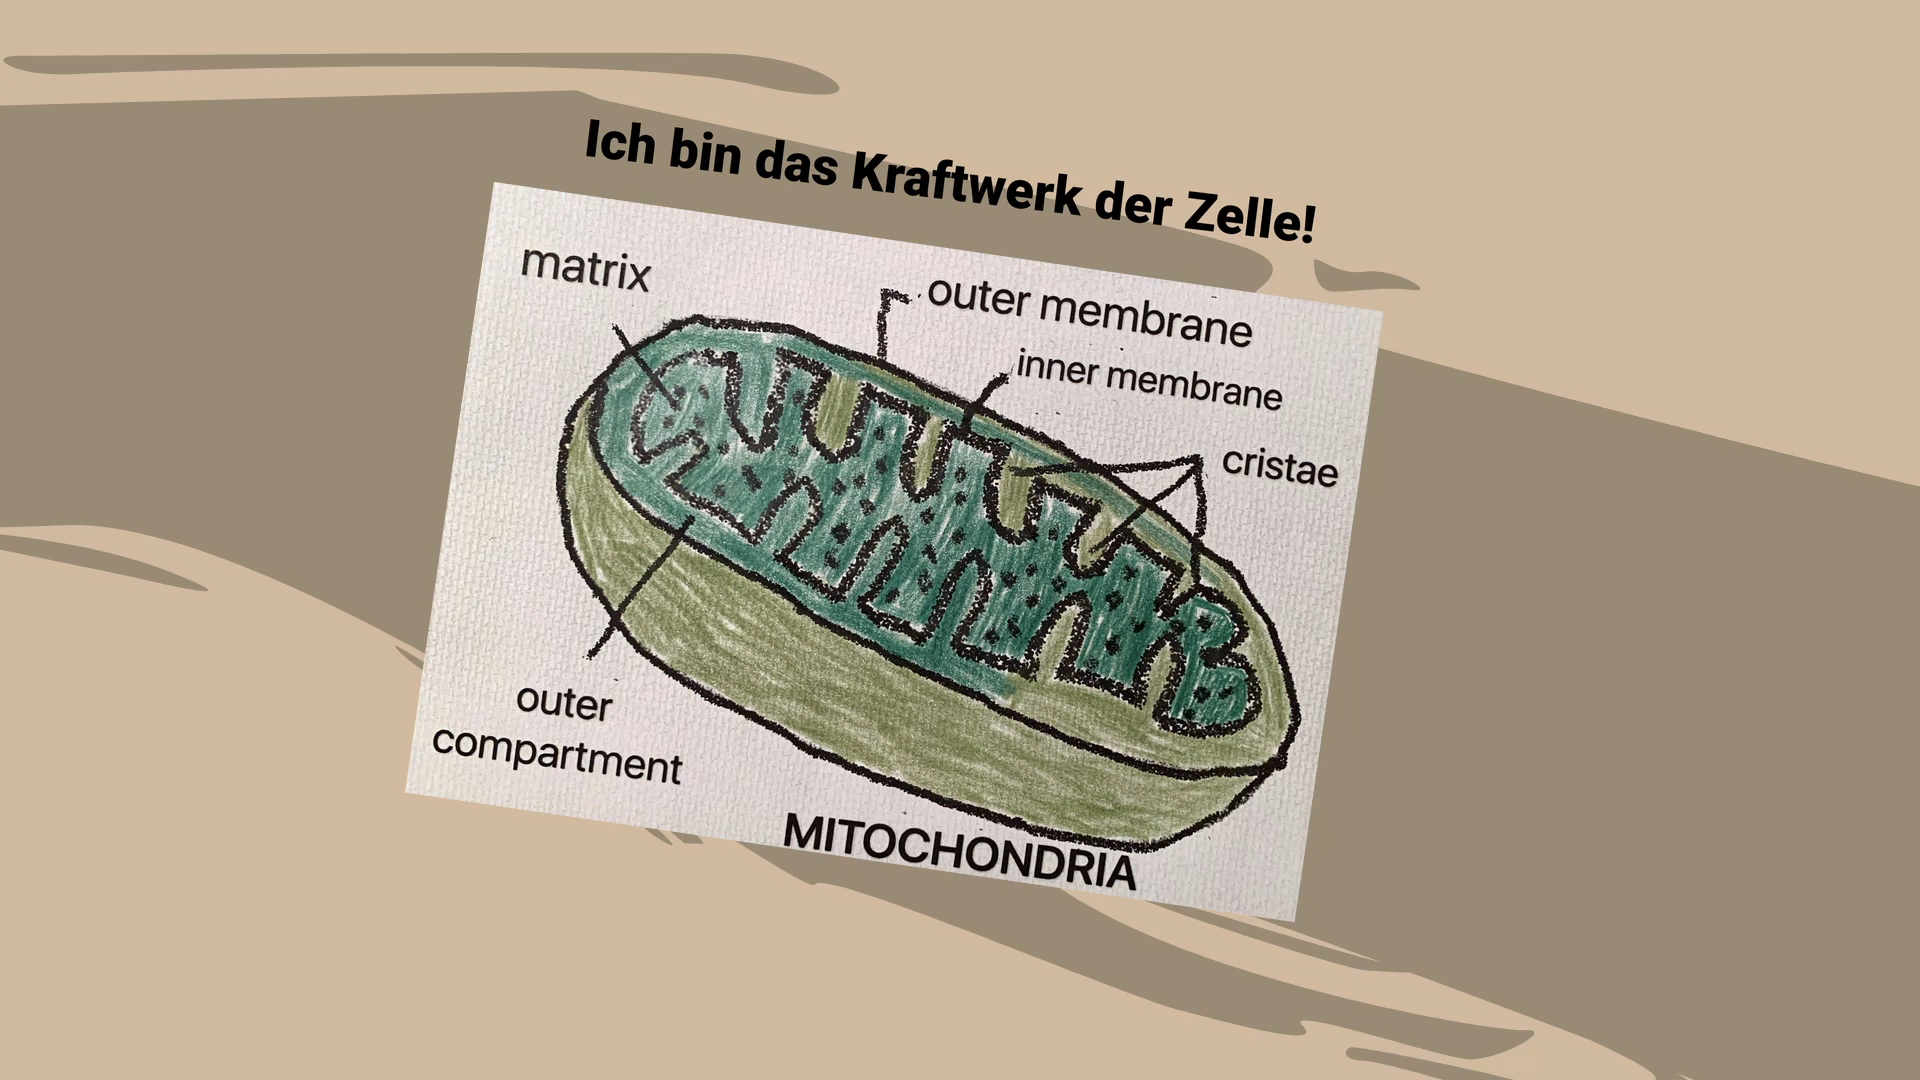 Ich bin das Kraftwerk der Zelle!
matrix
outer membrane
inner membrane
cristae
outer
compartment
MITOCHONDRIA